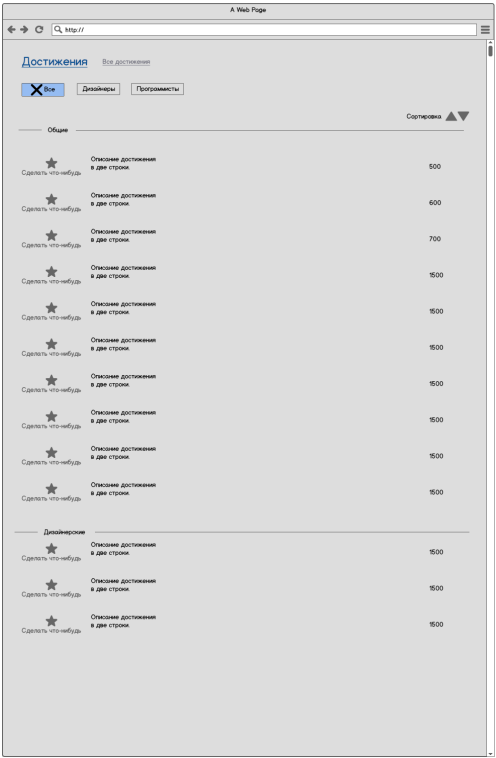 A Web Page
http://
Достижения
Все достижения
Все
Дизайнеры
Программисты
Сортировка
Общие
Описание достижения
в две строки.
500
Сделать что-нибудь
Описание достижения
в две строки.
600
Сделать что-нибудь
Описание достижения
в две строки.
700
Сделать что-нибудь
Описание достижения
в две строки.
1500
Сделать что-нибудь
Описание достижения
в две строки.
1500
Сделать что-нибудь
Описание достижения
в две строки.
1500
Сделать что-нибудь
Описание достижения
в две строки.
1500
Сделать что-нибудь
Описание достижения
в две строки.
1500
Сделать что-нибудь
Описание достижения
в две строки.
1500
Сделать что-нибудь
Описание достижения
в две строки.
1500
Сделать что-нибудь
Дизайнерские
Описание достижения
в две строки.
1500
Сделать что-нибудь
Описание достижения
в две строки.
1500
Сделать что-нибудь
Описание достижения
в две строки.
1500
Сделать что-нибудь